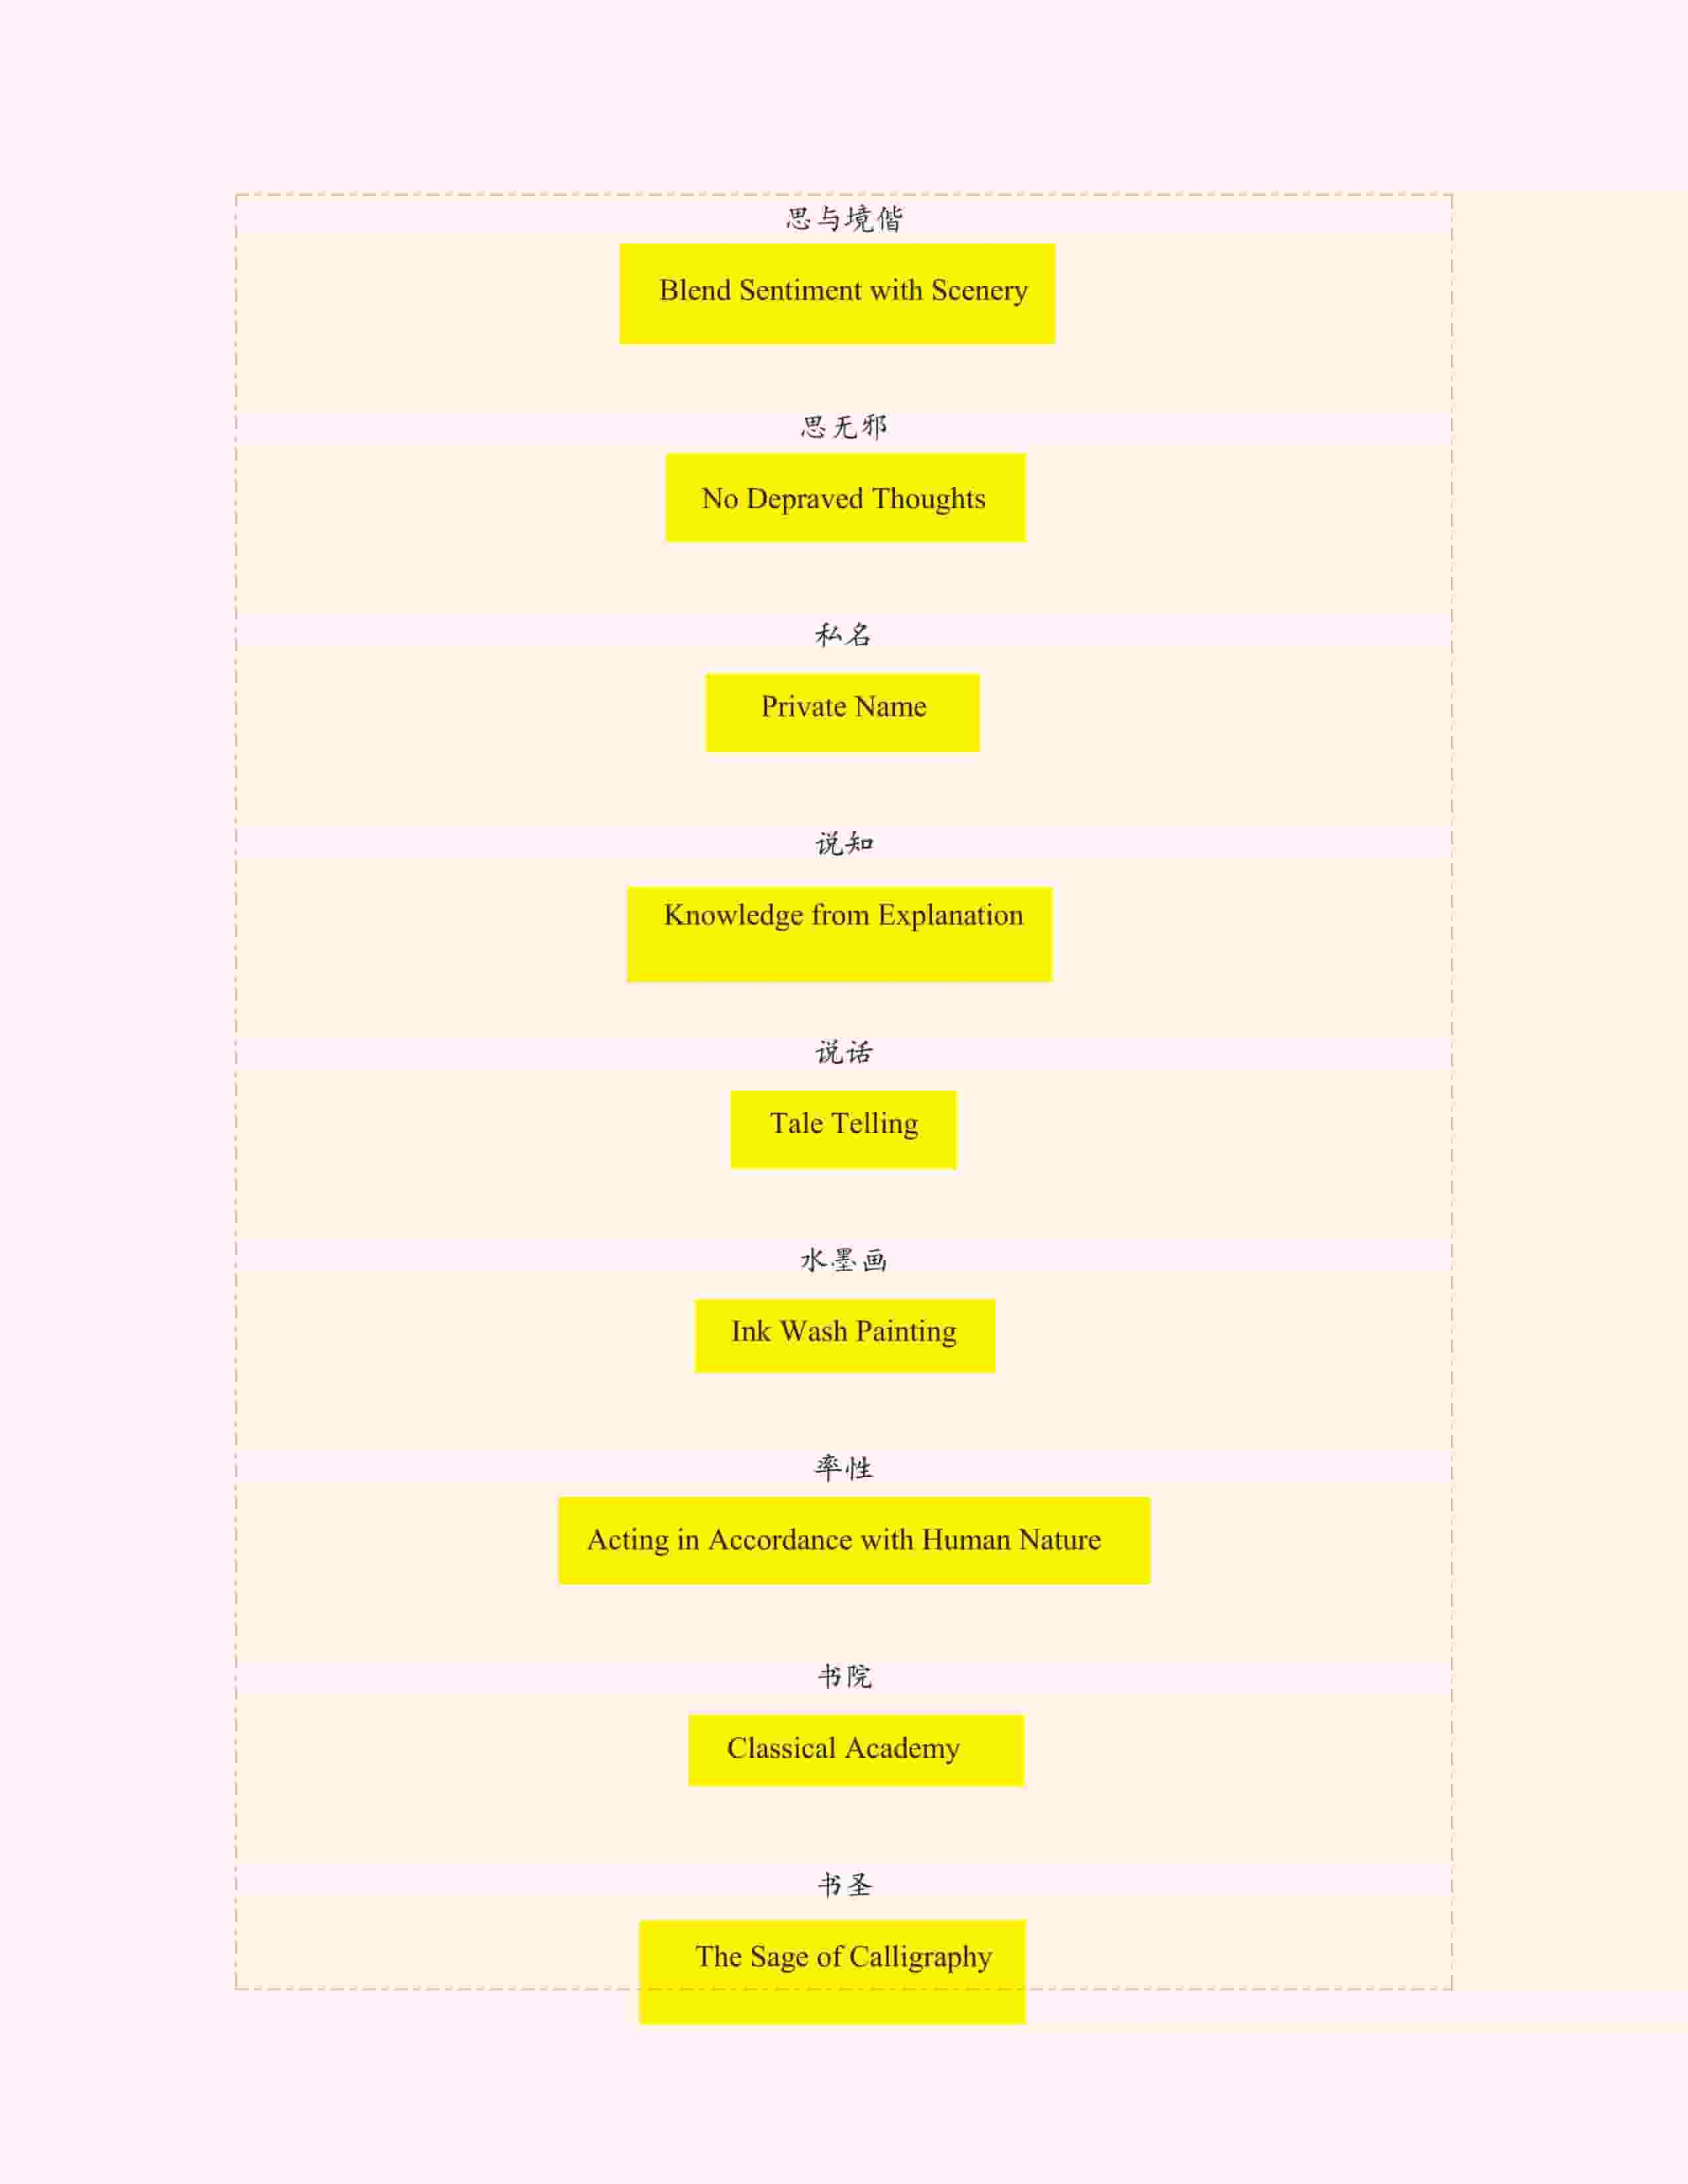 思与境偕
Blend Sentiment with Scenery
思无邪
No Depraved Thoughts
私名
Private Name
说知
Knowledge from Explanation
说话
Tale Telling
水墨画
Ink Wash Painting
率性
Acting in Accordance with Human Nature
书院
Classical Academy
书圣
The Sage of Calligraphy